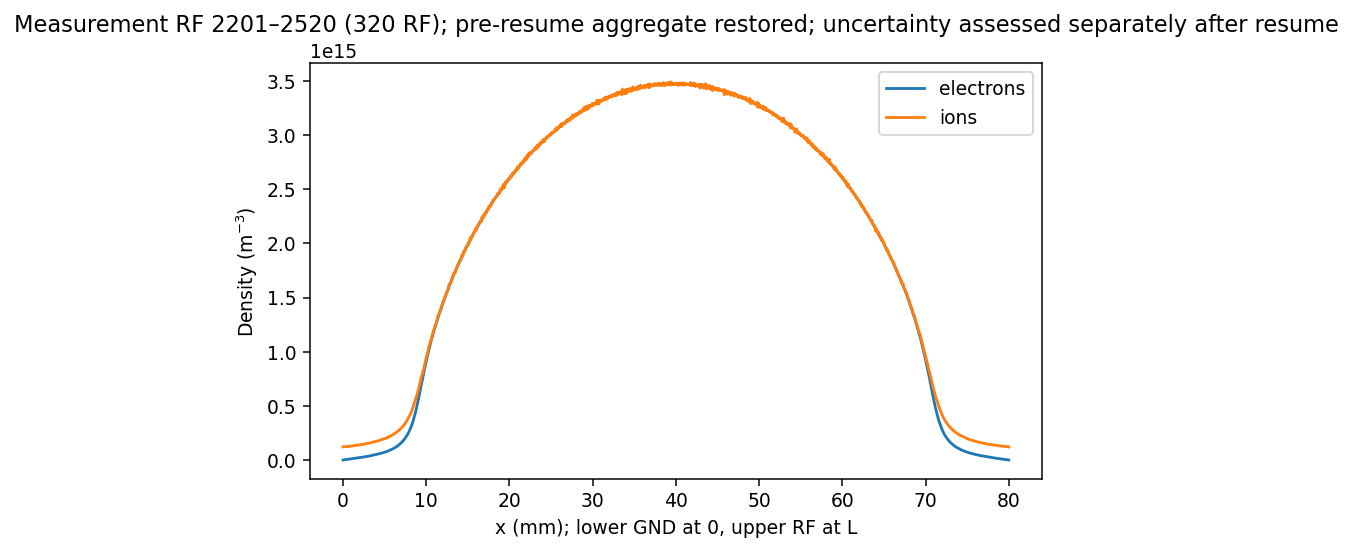 Measurement RF 2201–2520 (320 RF); pre-resume aggregate restored; uncertainty assessed separately after resume
1e15
electrons
ions
3.5
3.0
2.5
2.0
1.5
1.0
0.5
0.0
Density (m⁻³)
0 10 20 30 40 50 60 70 80
x (mm); lower GND at 0, upper RF at L